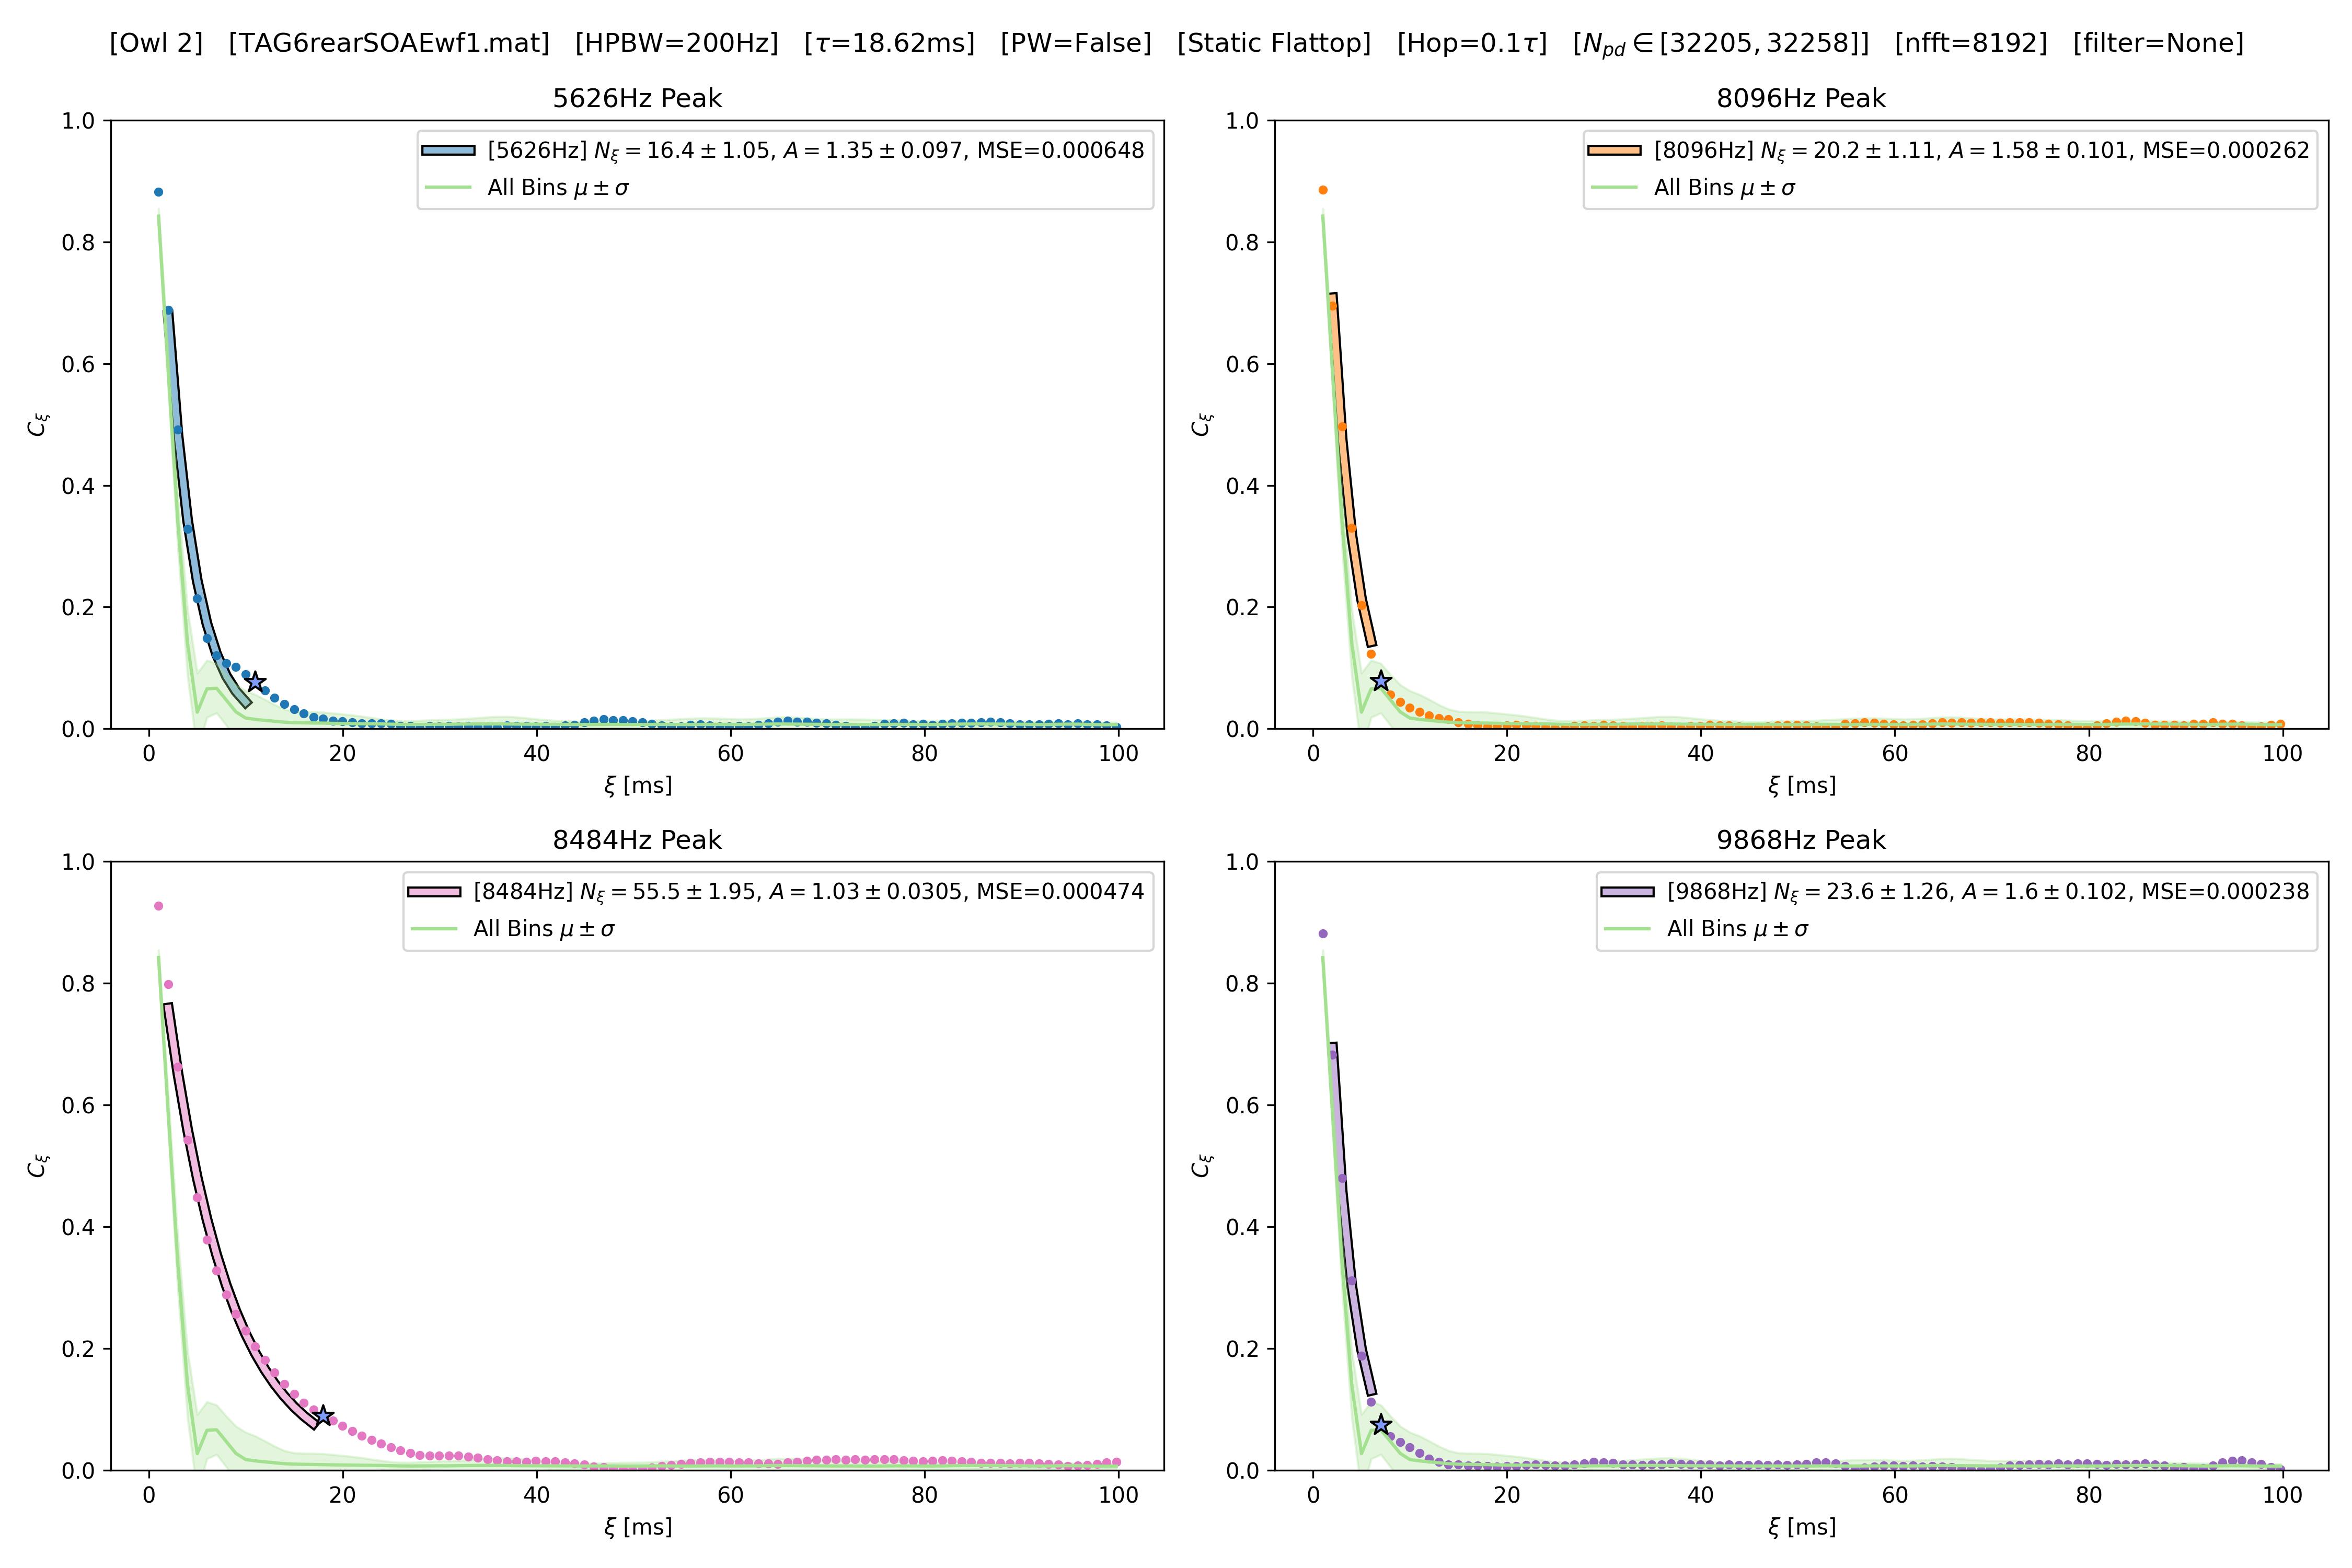 [Owl 2] [TAG6rearSOAEwf1.mat] [HPBW=200Hz] [τ=18.62ms] [PW=False] [Static Flattop] [Hop=0.1τ] [N_pd ∈ [32205, 32258]] [nfft=8192] [filter=None]
5626Hz Peak
[5626Hz] N_ξ = 16.4 ± 1.05, A = 1.35 ± 0.097, MSE=0.000648
All Bins μ ± σ
1.0
0.8
0.6
0.4
0.2
0.0
C_ξ
0 20 40 60 80 100
ξ [ms]
8096Hz Peak
[8096Hz] N_ξ = 20.2 ± 1.11, A = 1.58 ± 0.101, MSE=0.000262
All Bins μ ± σ
1.0
0.8
0.6
0.4
0.2
0.0
C_ξ
0 20 40 60 80 100
ξ [ms]
8484Hz Peak
[8484Hz] N_ξ = 55.5 ± 1.95, A = 1.03 ± 0.0305, MSE=0.000474
All Bins μ ± σ
1.0
0.8
0.6
0.4
0.2
0.0
C_ξ
0 20 40 60 80 100
ξ [ms]
9868Hz Peak
[9868Hz] N_ξ = 23.6 ± 1.26, A = 1.6 ± 0.102, MSE=0.000238
All Bins μ ± σ
1.0
0.8
0.6
0.4
0.2
0.0
C_ξ
0 20 40 60 80 100
ξ [ms]